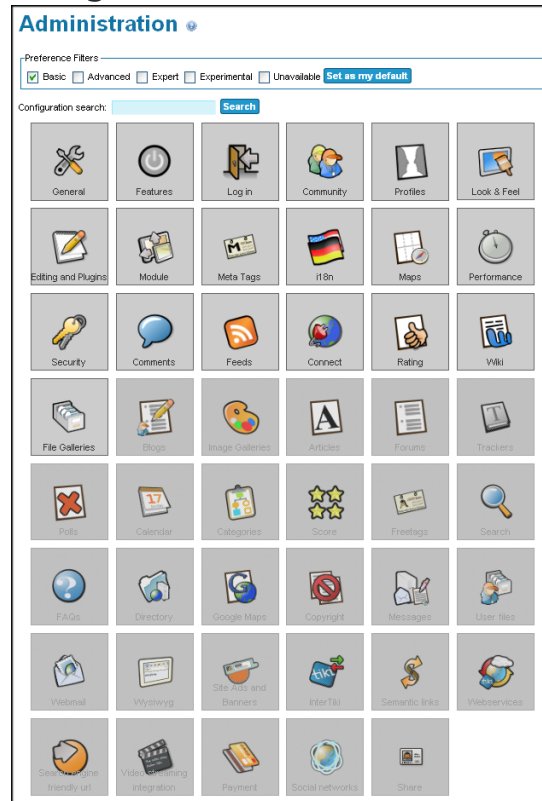 Administration
Preference Filters
Basic Advanced Expert Experimental Unavailable Set as my default
Configuration search: Search
General Features Log in Community Profiles Look & Feel
Editing and Plugins Module Meta Tags i18n Maps Performance
Security Comments Feeds Connect Rating Wiki
File Galleries Blogs Image Galleries Articles Forums Trackers
Polls Calendar Categories Score Freetags Search
FAQs Directory Google Maps Copyright Messages User files
Webmail Wysiwyg Site Ads and Banners InterTiki Semantic links Webservices
Search engine friendly url Video streaming integration Payment Social networks Share